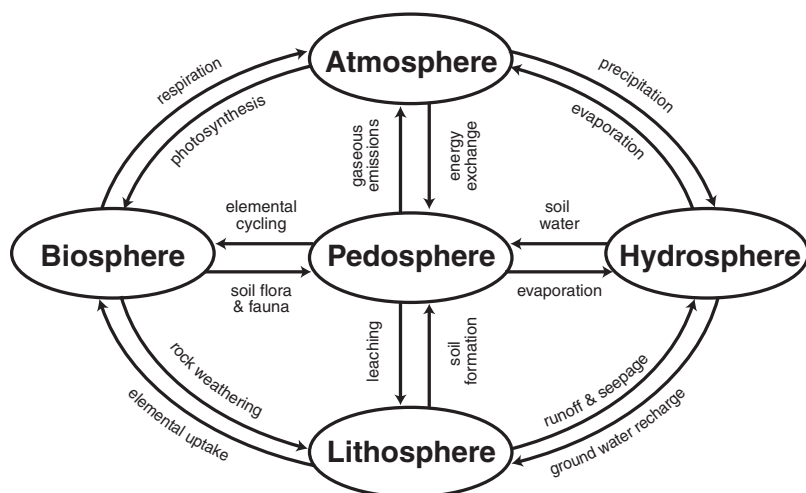 Atmosphere
respiration
precipitation
photosynthesis
evaporation
gaseous
emissions
energy
exchange
elemental
cycling
soil
water
Biosphere
Pedosphere
Hydrosphere
soil flora
& fauna
evaporation
leaching
soil
formation
rock weathering
elemental uptake
runoff & seepage
ground water recharge
Lithosphere